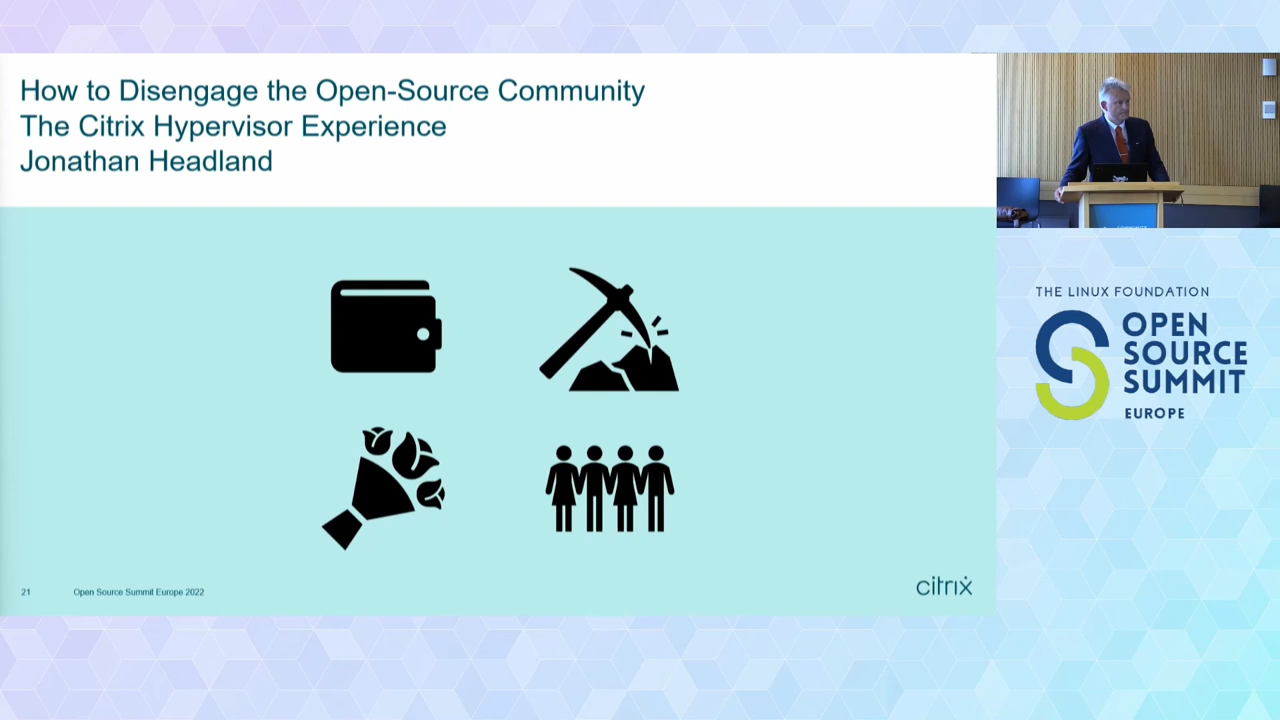 How to Disengage the Open-Source Community
The Citrix Hypervisor Experience
Jonathan Headland
21
Open Source Summit Europe 2022
citrix
THE LINUX FOUNDATION
OPEN
SOURCE
SUMMIT
EUROPE